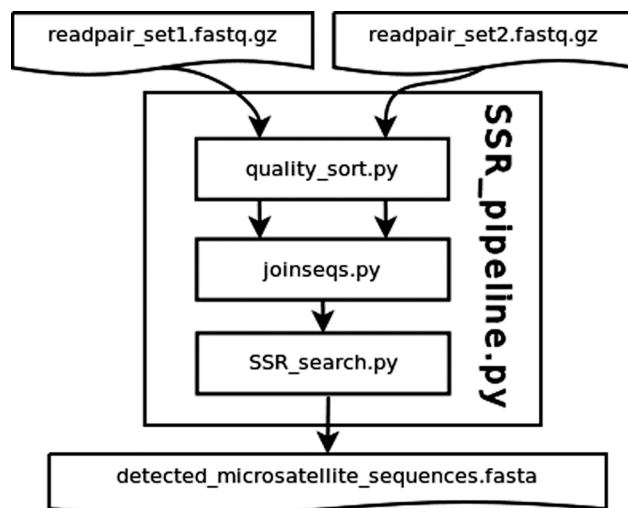 readpair_set1.fastq.gz
readpair_set2.fastq.gz
SSR_pipeline.py
quality_sort.py
joinseqs.py
SSR_search.py
detected_microsatellite_sequences.fasta